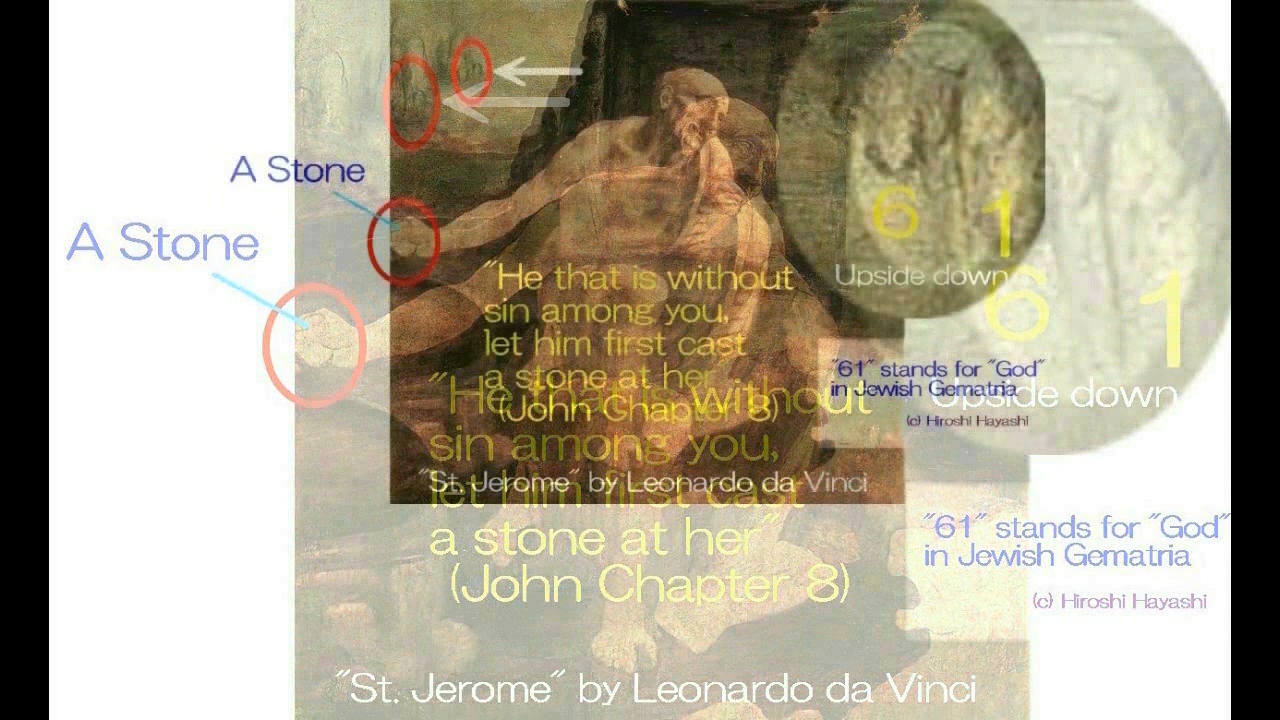 A Stone
A Stone
"He that is without
sin among you,
let him first cast
a stone at her"
(John Chapter 8)
"St. Jerome" by Leonardo da Vinci
6 1
Upside down
"61" stands for "God"
in Jewish Gematria
(c) Hiroshi Hayashi
"He that is without
sin among you,
let him first cast
a stone at her"
(John Chapter 8)
"St. Jerome" by Leonardo da Vinci
6 1
Upside down
"61" stands for "God"
in Jewish Gematria
(c) Hiroshi Hayashi